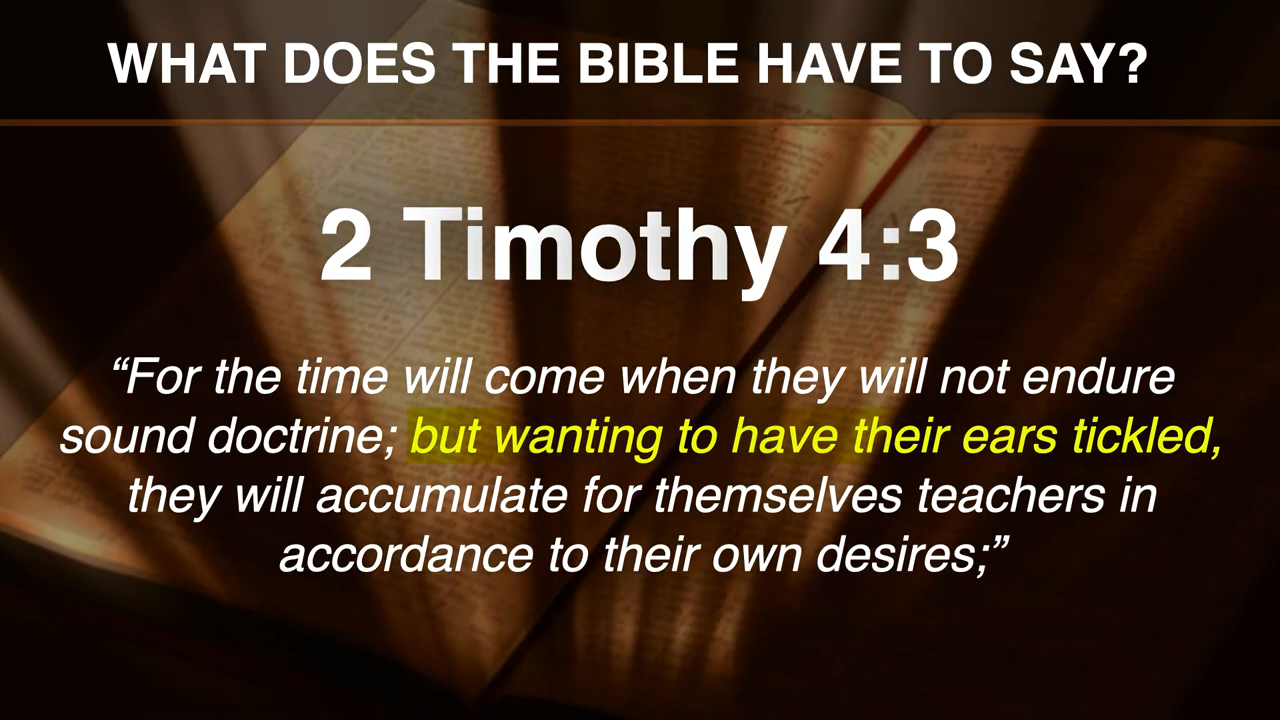 WHAT DOES THE BIBLE HAVE TO SAY?
2 Timothy 4:3
“For the time will come when they will not endure
sound doctrine; but wanting to have their ears tickled,
they will accumulate for themselves teachers in
accordance to their own desires;”